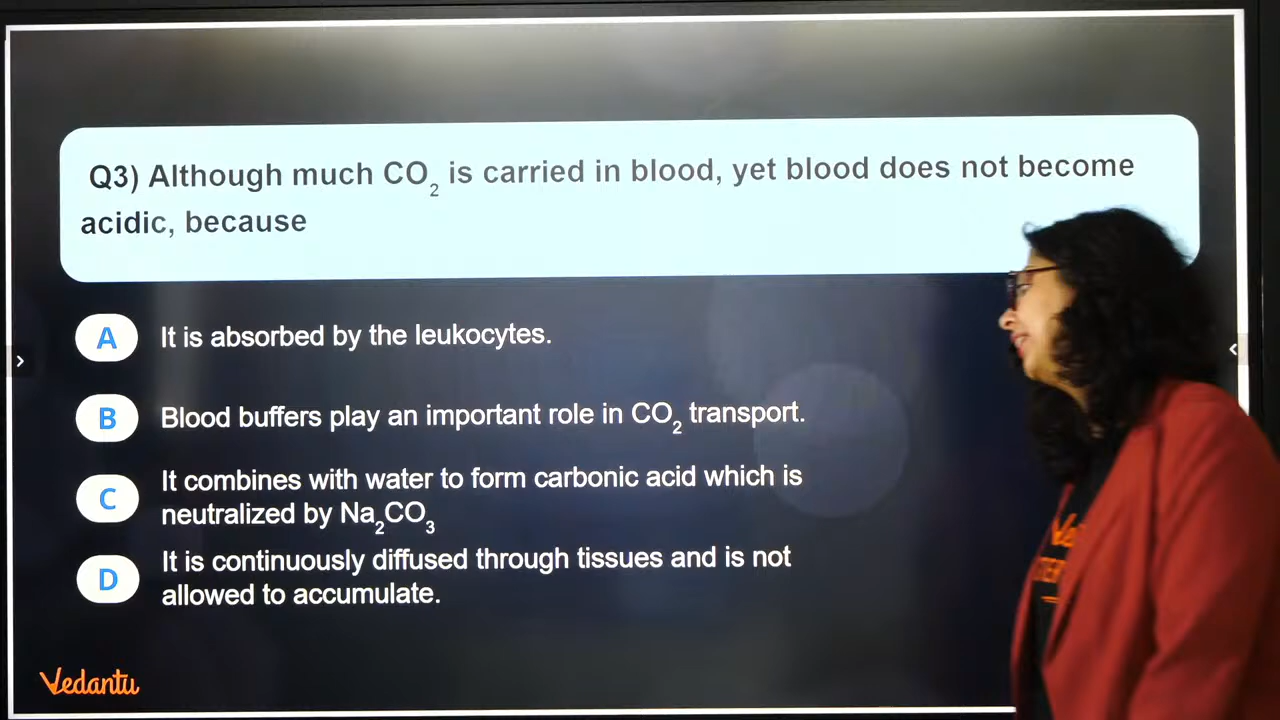 Q3) Although much CO₂ is carried in blood, yet blood does not become
acidic, because
A It is absorbed by the leukocytes.
B Blood buffers play an important role in CO₂ transport.
C It combines with water to form carbonic acid which is
neutralized by Na₂CO₃
D It is continuously diffused through tissues and is not
allowed to accumulate.
Vedantu